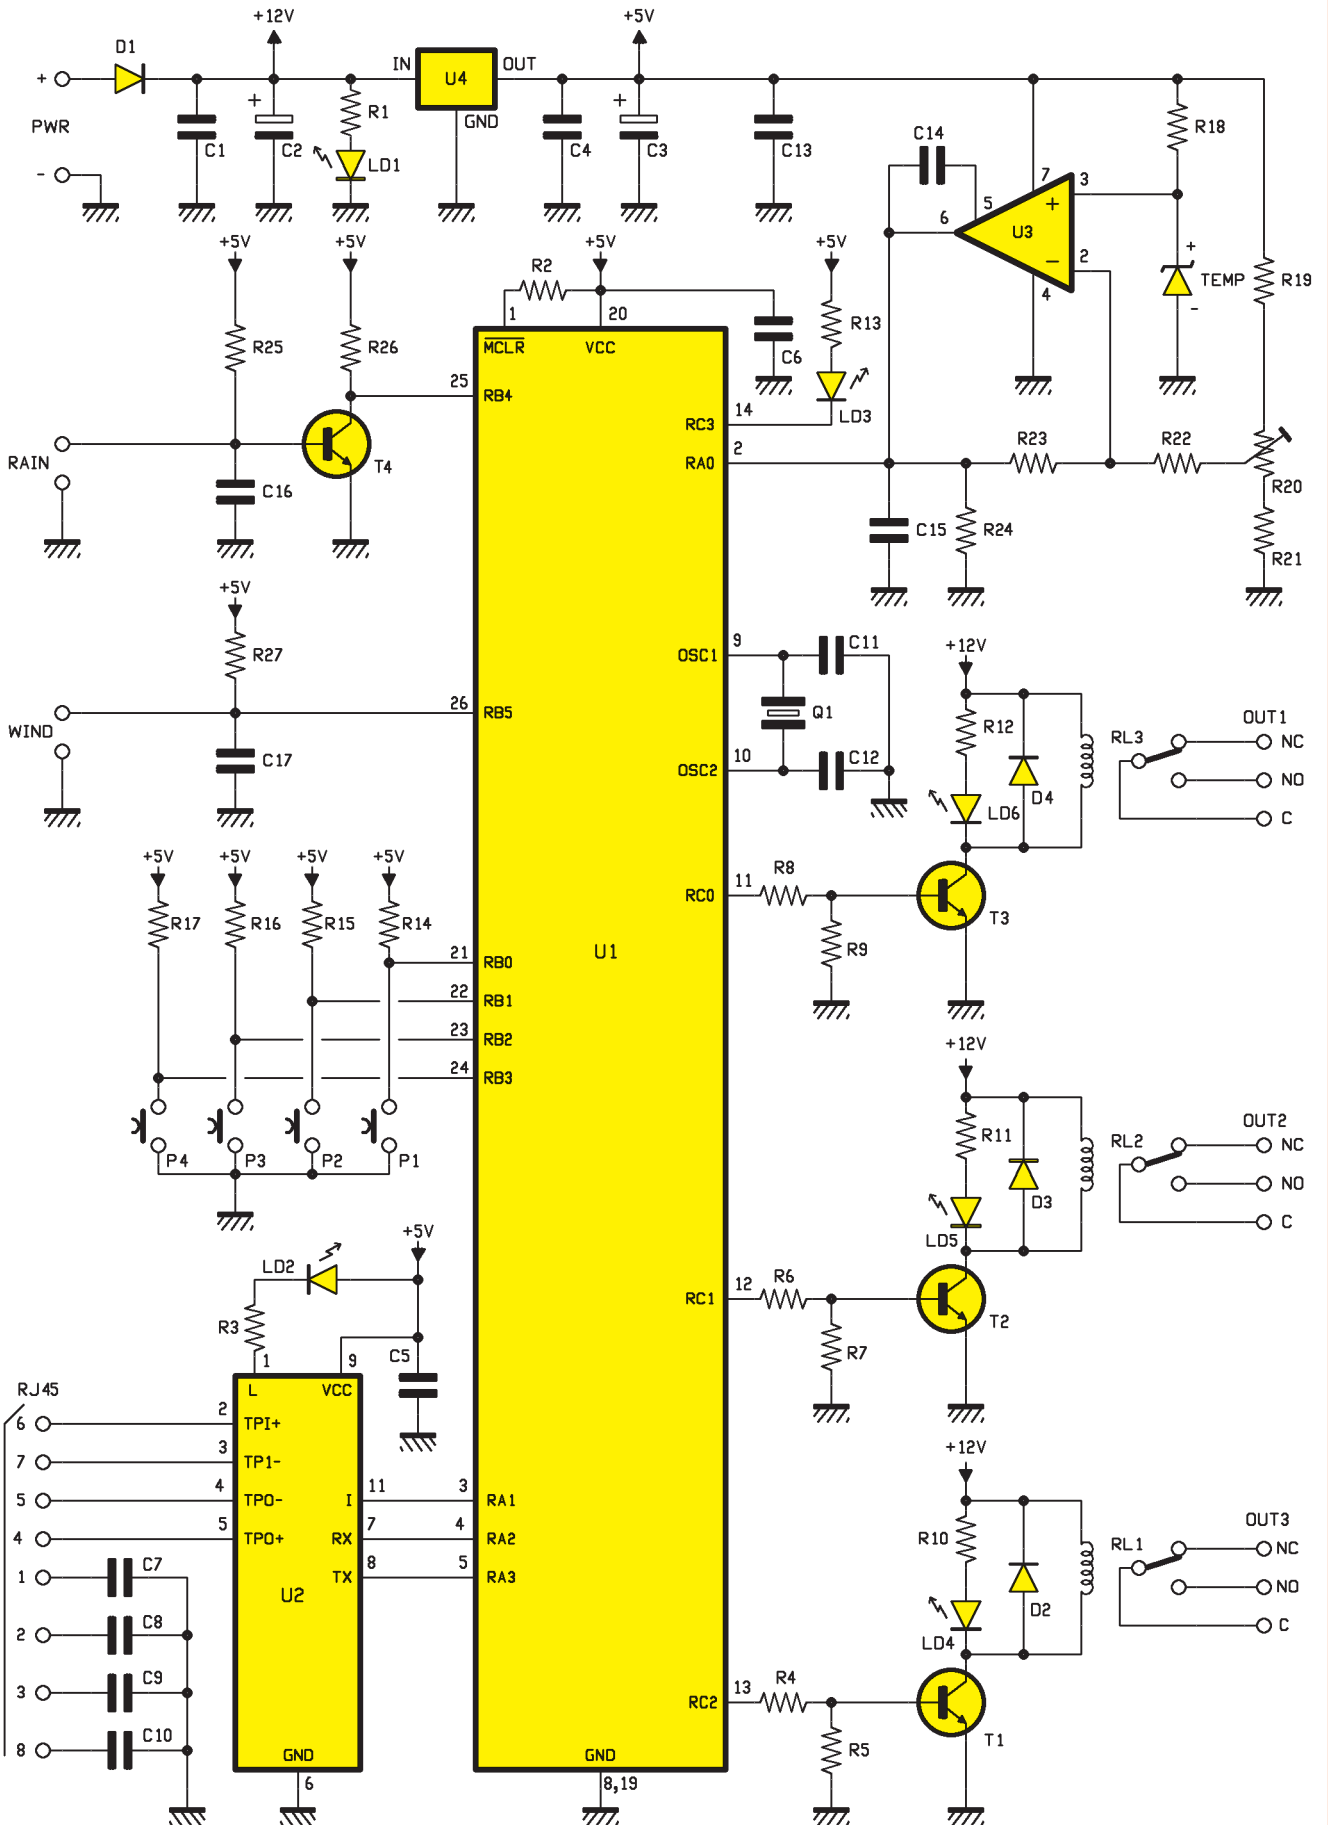 +12V
+5V
D1
IN
U4
OUT
GND
+
PWR
-
C1
+
C2
R1
LD1
C4
+
C3
C13
C14
R18
7
3
5
6
+
U3
-
2
4
+
TEMP
-
R19
+5V
+5V
+5V
+5V
R2
1
20
MCLR
VCC
C6
R13
LD3
R25
R26
25
RB4
RC3
14
RA0
2
RAIN
T4
C16
R23
R22
R20
C15
R24
R21
+5V
R27
WIND
26
RB5
C17
OSC1
9
C11
Q1
OSC2
10
C12
+12V
R12
D4
LD6
RL3
OUT1
NC
NO
C
+5V
+5V
+5V
+5V
R17
R16
R15
R14
RC0
11
R8
R9
T3
U1
21
RB0
22
RB1
23
RB2
24
RB3
P4
P3
P2
P1
+12V
R11
D3
LD5
RL2
OUT2
NC
NO
C
+5V
LD2
R3
C5
1
9
L
VCC
RC1
12
R6
R7
T2
RJ45
6
2
TPI+
7
3
TP1-
5
4
TPO-
4
5
TPO+
I
11
3
RA1
RX
7
4
RA2
TX
8
5
RA3
U2
1
C7
2
C8
3
C9
8
C10
GND
6
+12V
R10
D2
LD4
RL1
OUT3
NC
NO
C
RC2
13
R4
R5
T1
GND
8,19